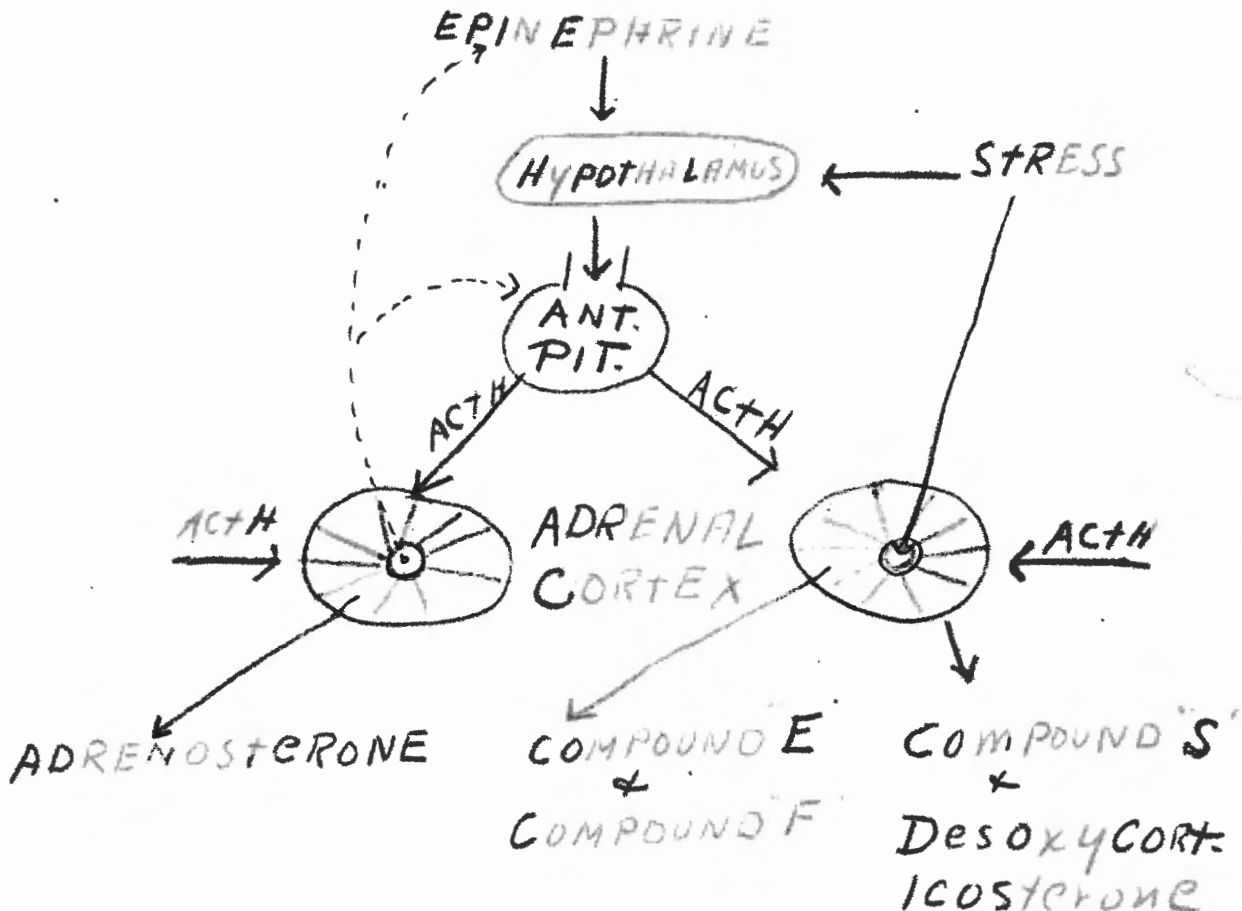 EPINEPHRINE
HYPOTHALAMUS
STRESS
ANT.
PIT.
ACTH
ACTH
ACTH
ADRENAL
CORTEX
ACTH
ADRENOSTERONE
COMPOUND "E"
&
COMPOUND "F"
COMPOUND "S"
&
DESOXYCORT-
ICOSTERONE